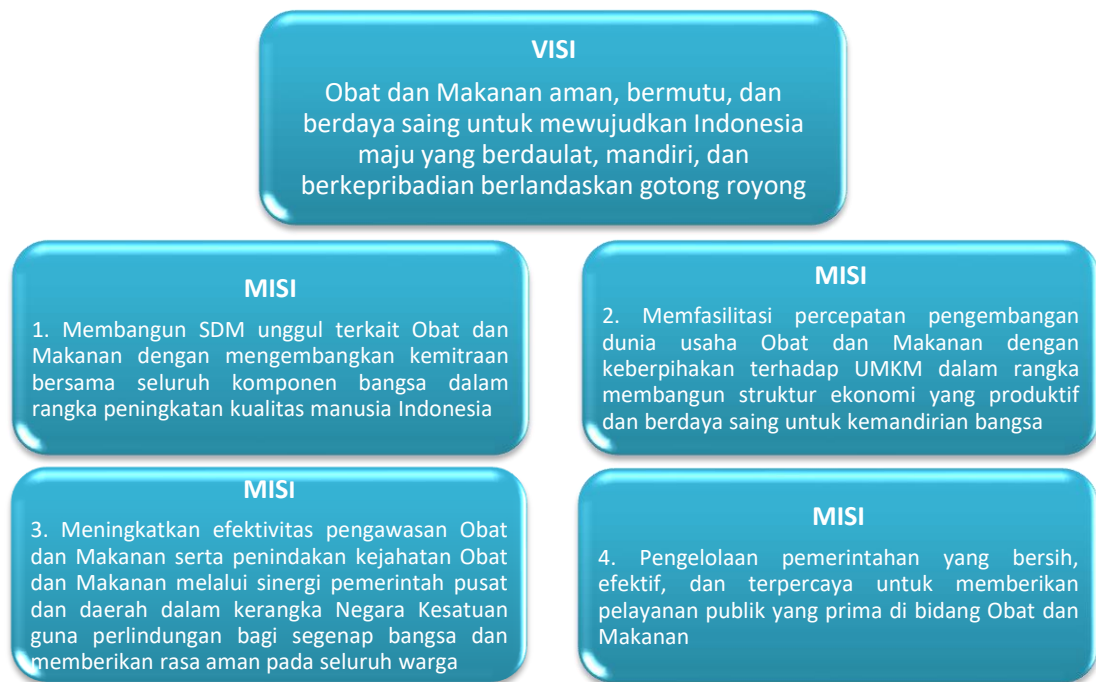 VISI
Obat dan Makanan aman, bermutu, dan
berdaya saing untuk mewujudkan Indonesia
maju yang berdaulat, mandiri, dan
berkepribadian berlandaskan gotong royong
MISI
1. Membangun SDM unggul terkait Obat dan
Makanan dengan mengembangkan kemitraan
bersama seluruh komponen bangsa dalam
rangka peningkatan kualitas manusia Indonesia
MISI
2. Memfasilitasi percepatan pengembangan
dunia usaha Obat dan Makanan dengan
keberpihakan terhadap UMKM dalam rangka
membangun struktur ekonomi yang produktif
dan berdaya saing untuk kemandirian bangsa
MISI
3. Meningkatkan efektivitas pengawasan Obat
dan Makanan serta penindakan kejahatan Obat
dan Makanan melalui sinergi pemerintah pusat
dan daerah dalam kerangka Negara Kesatuan
guna perlindungan bagi segenap bangsa dan
memberikan rasa aman pada seluruh warga
MISI
4. Pengelolaan pemerintahan yang bersih,
efektif, dan terpercaya untuk memberikan
pelayanan publik yang prima di bidang Obat dan
Makanan